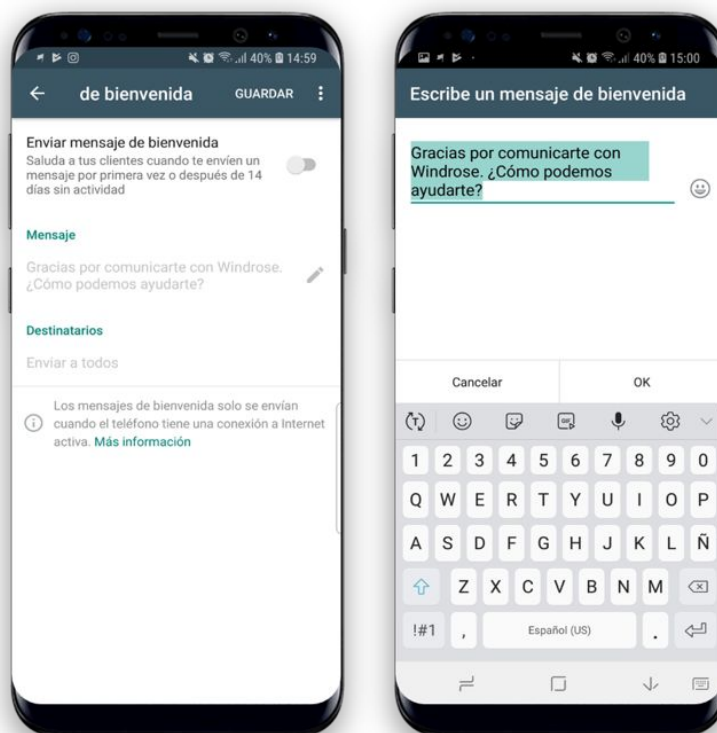 40% 14:59
de bienvenida GUARDAR
Enviar mensaje de bienvenida
Saluda a tus clientes cuando te envíen un
mensaje por primera vez o después de 14
días sin actividad
Mensaje
Gracias por comunicarte con Windrose.
¿Cómo podemos ayudarte?
Destinatarios
Enviar a todos
Los mensajes de bienvenida solo se envían
cuando el teléfono tiene una conexión a Internet
activa. Más información
40% 15:00
Escribe un mensaje de bienvenida
Gracias por comunicarte con
Windrose. ¿Cómo podemos
ayudarte?
Cancelar OK
T GIF
1 2 3 4 5 6 7 8 9 0
Q W E R T Y U I O P
A S D F G H J K L Ñ
Z X C V B N M
!#1 , Español (US) .